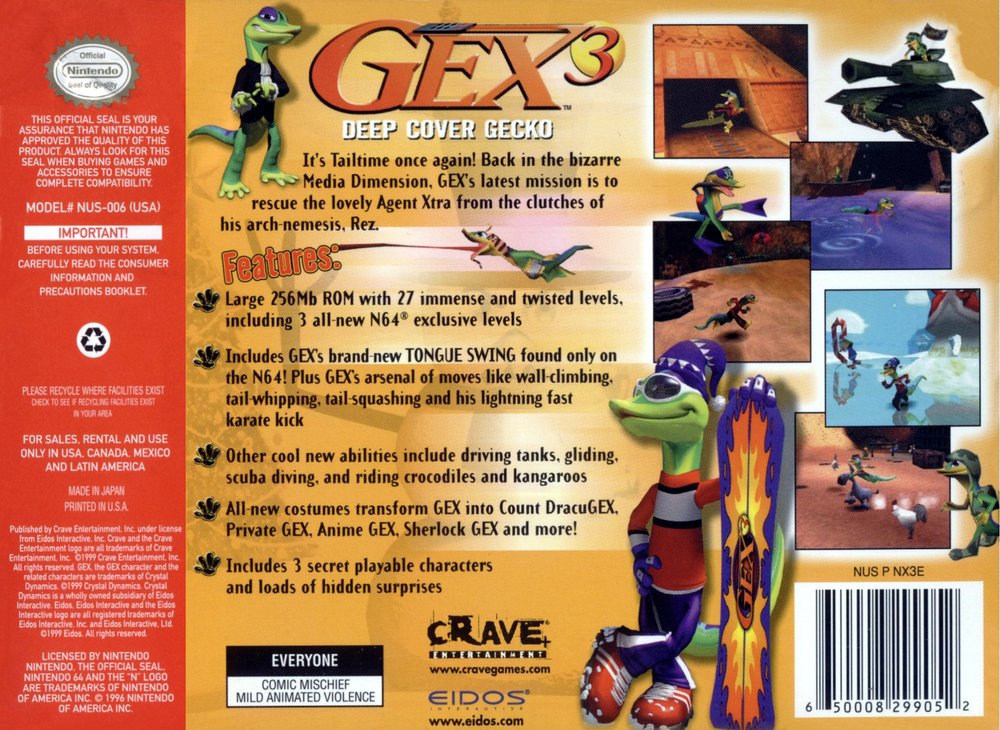 Official
Nintendo
Seal of Quality
THIS OFFICIAL SEAL IS YOUR
ASSURANCE THAT NINTENDO HAS
APPROVED THE QUALITY OF THIS
PRODUCT. ALWAYS LOOK FOR THIS
SEAL WHEN BUYING GAMES AND
ACCESSORIES TO ENSURE
COMPLETE COMPATIBILITY.
MODEL# NUS-006 (USA)
IMPORTANT!
BEFORE USING YOUR SYSTEM,
CAREFULLY READ THE CONSUMER
INFORMATION AND
PRECAUTIONS BOOKLET.
PLEASE RECYCLE WHERE FACILITIES EXIST
CHECK TO SEE IF RECYCLING FACILITIES EXIST
IN YOUR AREA
FOR SALES, RENTAL AND USE
ONLY IN USA, CANADA, MEXICO
AND LATIN AMERICA
MADE IN JAPAN
PRINTED IN U.S.A.
Published by Crave Entertainment, Inc. under license
from Eidos Interactive, Inc. Crave and the Crave
Entertainment logo are all trademarks of Crave
Entertainment, Inc. ©1999 Crave Entertainment, Inc.
All rights reserved. GEX, the GEX character and the
related characters are trademarks of Crystal
Dynamics. ©1999 Crystal Dynamics. Crystal
Dynamics is a wholly owned subsidiary of Eidos
Interactive. Eidos, Eidos Interactive and the Eidos
Interactive logo are all registered trademarks of
Eidos Interactive, Inc. and Eidos Interactive, Ltd.
©1999 Eidos. All rights reserved.
LICENSED BY NINTENDO
NINTENDO, THE OFFICIAL SEAL,
NINTENDO 64 AND THE "N" LOGO
ARE TRADEMARKS OF NINTENDO
OF AMERICA INC. © 1996 NINTENDO
OF AMERICA INC.
GEX 3™
DEEP COVER GECKO
It's Tailtime once again! Back in the bizarre
Media Dimension, GEX's latest mission is to
rescue the lovely Agent Xtra from the clutches of
his arch-nemesis, Rez.
Features:
Large 256Mb ROM with 27 immense and twisted levels,
including 3 all-new N64® exclusive levels
Includes GEX's brand-new TONGUE SWING found only on
the N64! Plus GEX's arsenal of moves like wall-climbing,
tail-whipping, tail-squashing and his lightning fast
karate kick
Other cool new abilities include driving tanks, gliding,
scuba diving, and riding crocodiles and kangaroos
All-new costumes transform GEX into Count DracuGEX,
Private GEX, Anime GEX, Sherlock GEX and more!
Includes 3 secret playable characters
and loads of hidden surprises
EVERYONE
COMIC MISCHIEF
MILD ANIMATED VIOLENCE
CRAVE
ENTERTAINMENT
www.cravegames.com
EIDOS®
INTERACTIVE
www.eidos.com
GEX
NUS P NX3E
6 50008 29905 2